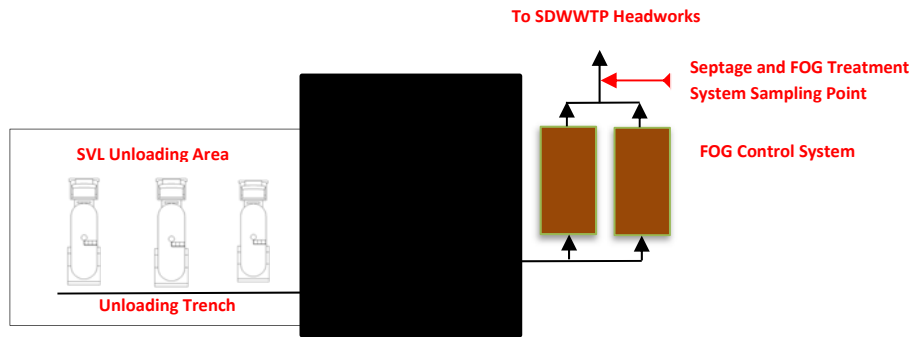 To SDWWTP Headworks
Septage and FOG Treatment
System Sampling Point
SVL Unloading Area
FOG Control System
Unloading Trench